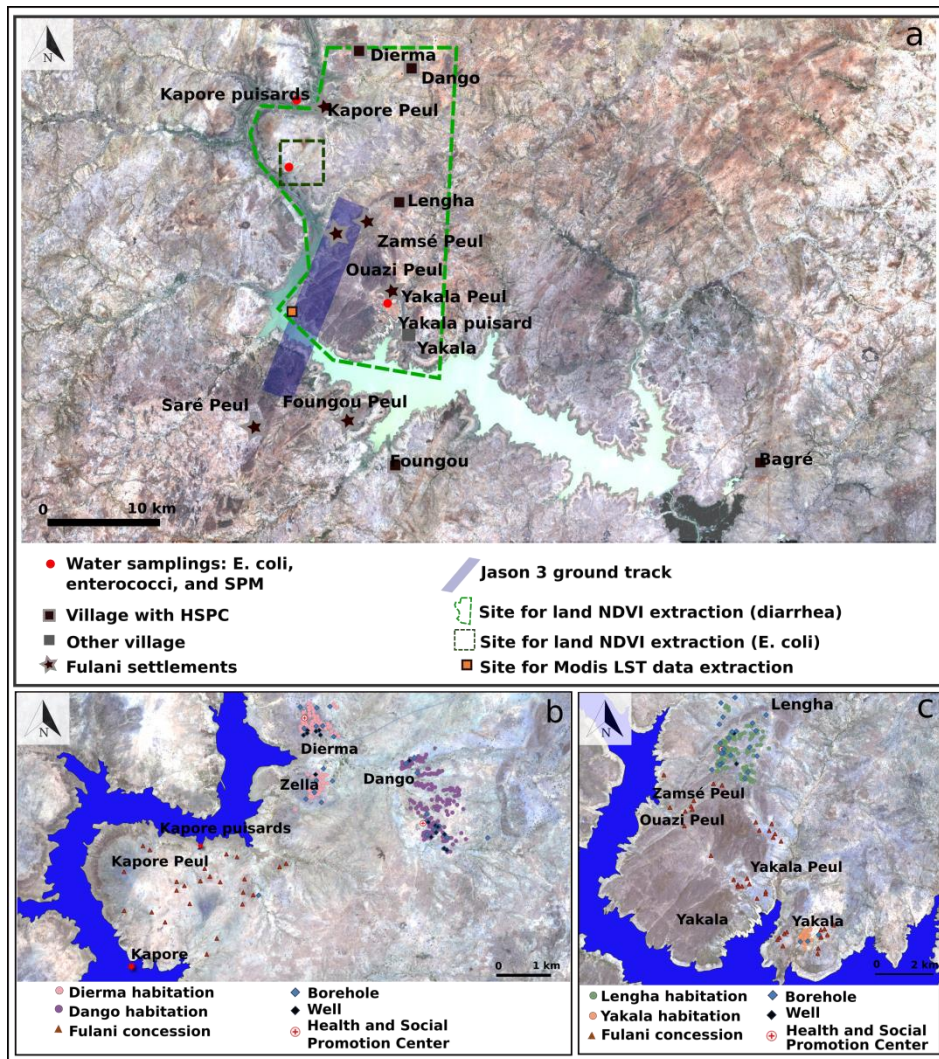 a
N
Dierma
Dango
Kapore puisards
Kapore Peul
Lengha
Zamsé Peul
Ouazi Peul
Yakala Peul
Yakala puisard
Yakala
Saré Peul
Foungou Peul
Foungou
Bagré
0 10 km
Water samplings: E. coli,
enterococci, and SPM
Village with HSPC
Other village
Fulani settlements
Jason 3 ground track
Site for land NDVI extraction (diarrhea)
Site for land NDVI extraction (E. coli)
Site for Modis LST data extraction
b
N
Dierma
Zella
Dango
Kapore puisards
Kapore Peul
Kapore
0 1 km
Dierma habitation
Dango habitation
Fulani concession
Borehole
Well
Health and Social
Promotion Center
c
N
Lengha
Zamsé Peul
Ouazi Peul
Yakala Peul
Yakala
Yakala
0 2 km
Lengha habitation
Yakala habitation
Fulani concession
Borehole
Well
Health and Social
Promotion Center